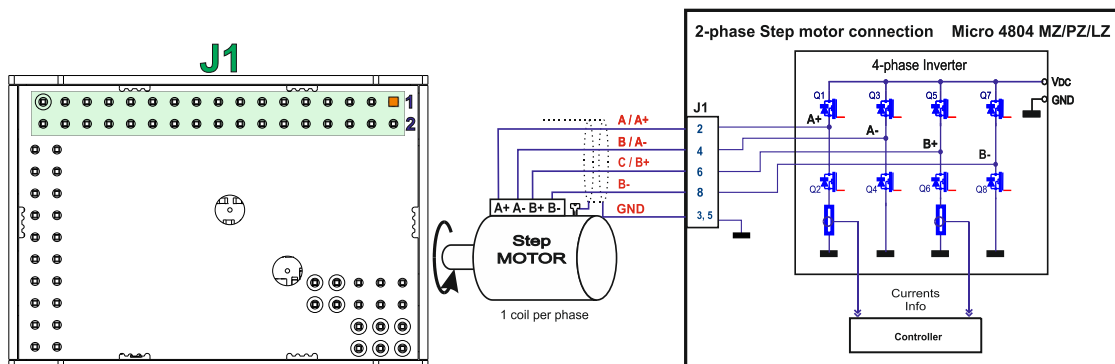 J1
1
2
2-phase Step motor connection Micro 4804 MZ/PZ/LZ
4-phase Inverter
Q1 Q3 Q5 Q7
VDC
GND
J1
A / A+ 2 A+
B / A- 4 A-
C / B+ 6 B+
B- 8 B-
GND 3, 5
Q2 Q4 Q6 Q8
A+ A- B+ B-
Step
MOTOR
1 coil per phase
Currents
Info
Controller